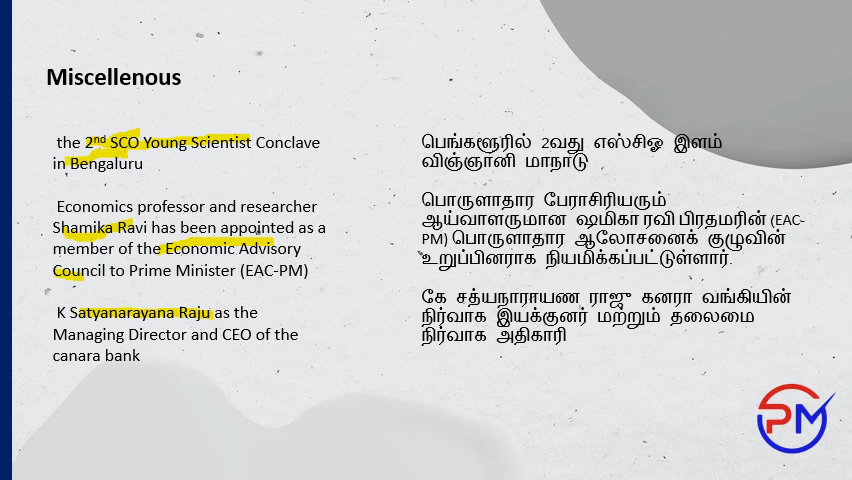 Miscellenous
the 2nd SCO Young Scientist Conclave
in Bengaluru
Economics professor and researcher
Shamika Ravi has been appointed as a
member of the Economic Advisory
Council to Prime Minister (EAC-PM)
K Satyanarayana Raju as the
Managing Director and CEO of the
canara bank
பெங்களூரில் 2வது எஸ்சிஓ இளம்
விஞ்ஞானி மாநாடு
பொருளாதார பேராசிரியரும்
ஆய்வாளருமான ஷமிகா ரவி பிரதமரின் (EAC-
PM) பொருளாதார ஆலோசனைக் குழுவின்
உறுப்பினராக நியமிக்கப்பட்டுள்ளார்.
கே சத்யநாராயண ராஜு கனரா வங்கியின்
நிர்வாக இயக்குனர் மற்றும் தலைமை
நிர்வாக அதிகாரி
PM